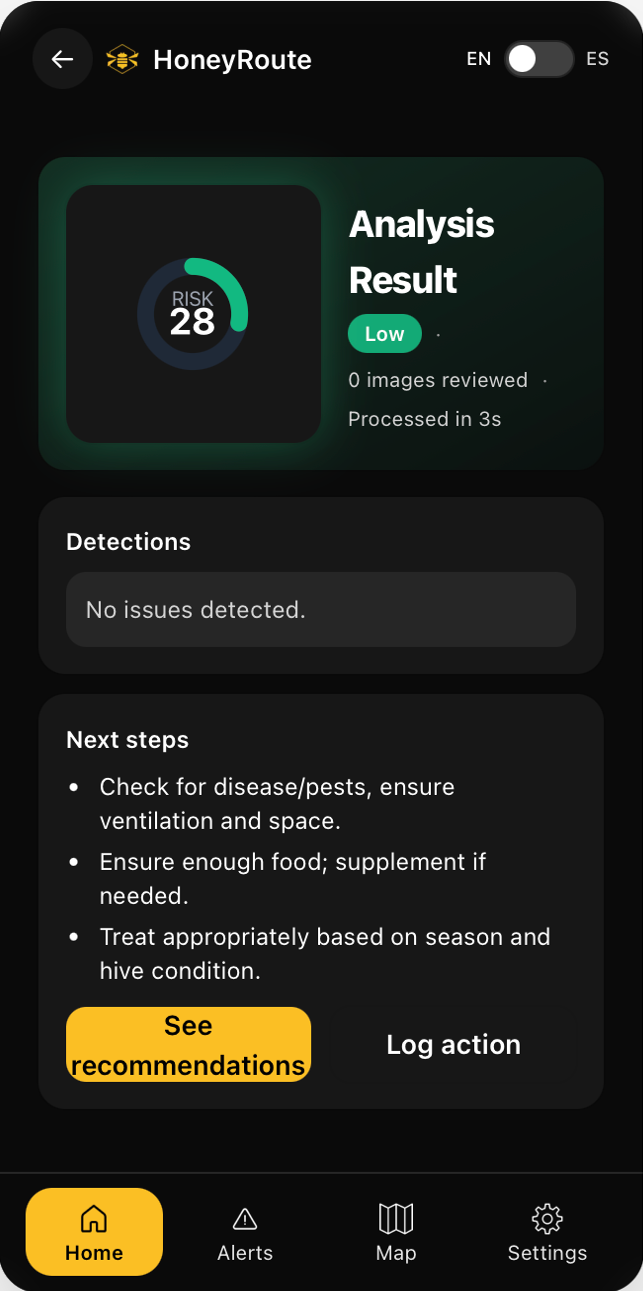 HoneyRoute
EN
ES
RISK
28
Analysis
Result
Low ·
0 images reviewed ·
Processed in 3s
Detections
No issues detected.
Next steps
• Check for disease/pests, ensure
ventilation and space.
• Ensure enough food; supplement if
needed.
• Treat appropriately based on season and
hive condition.
See
recommendations
Log action
Home
Alerts
Map
Settings